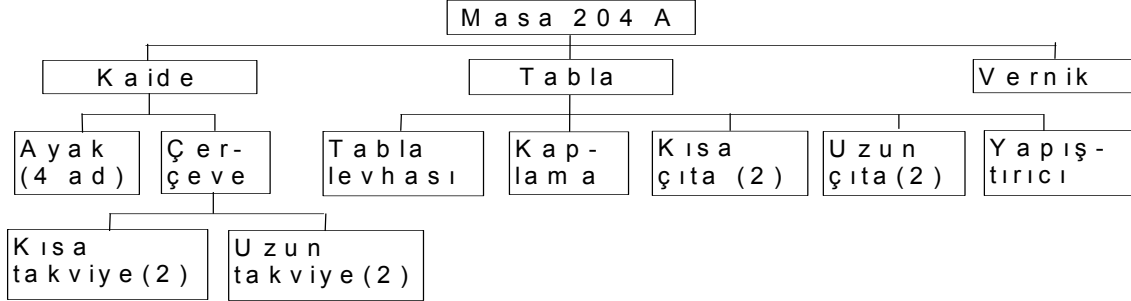 Masa 204 A
Kaide
Tabla
Vernik
Ayak
(4 ad)
Çer-
çeve
Tabla
levhası
Kap-
lama
Kısa
çıta (2)
Uzun
çıta(2)
Yapış-
tırıcı
Kısa
takviye(2)
Uzun
takviye(2)